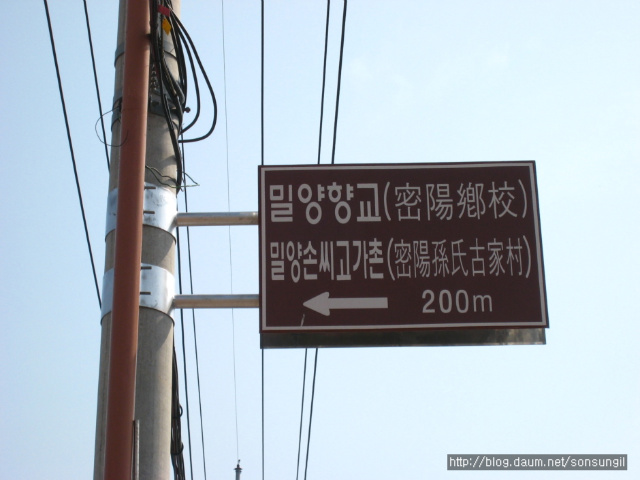 밀양향교(密陽鄕校)
밀양손씨고가촌(密陽孫氏古家村)
200m
http://blog.daum.net/sonsungil